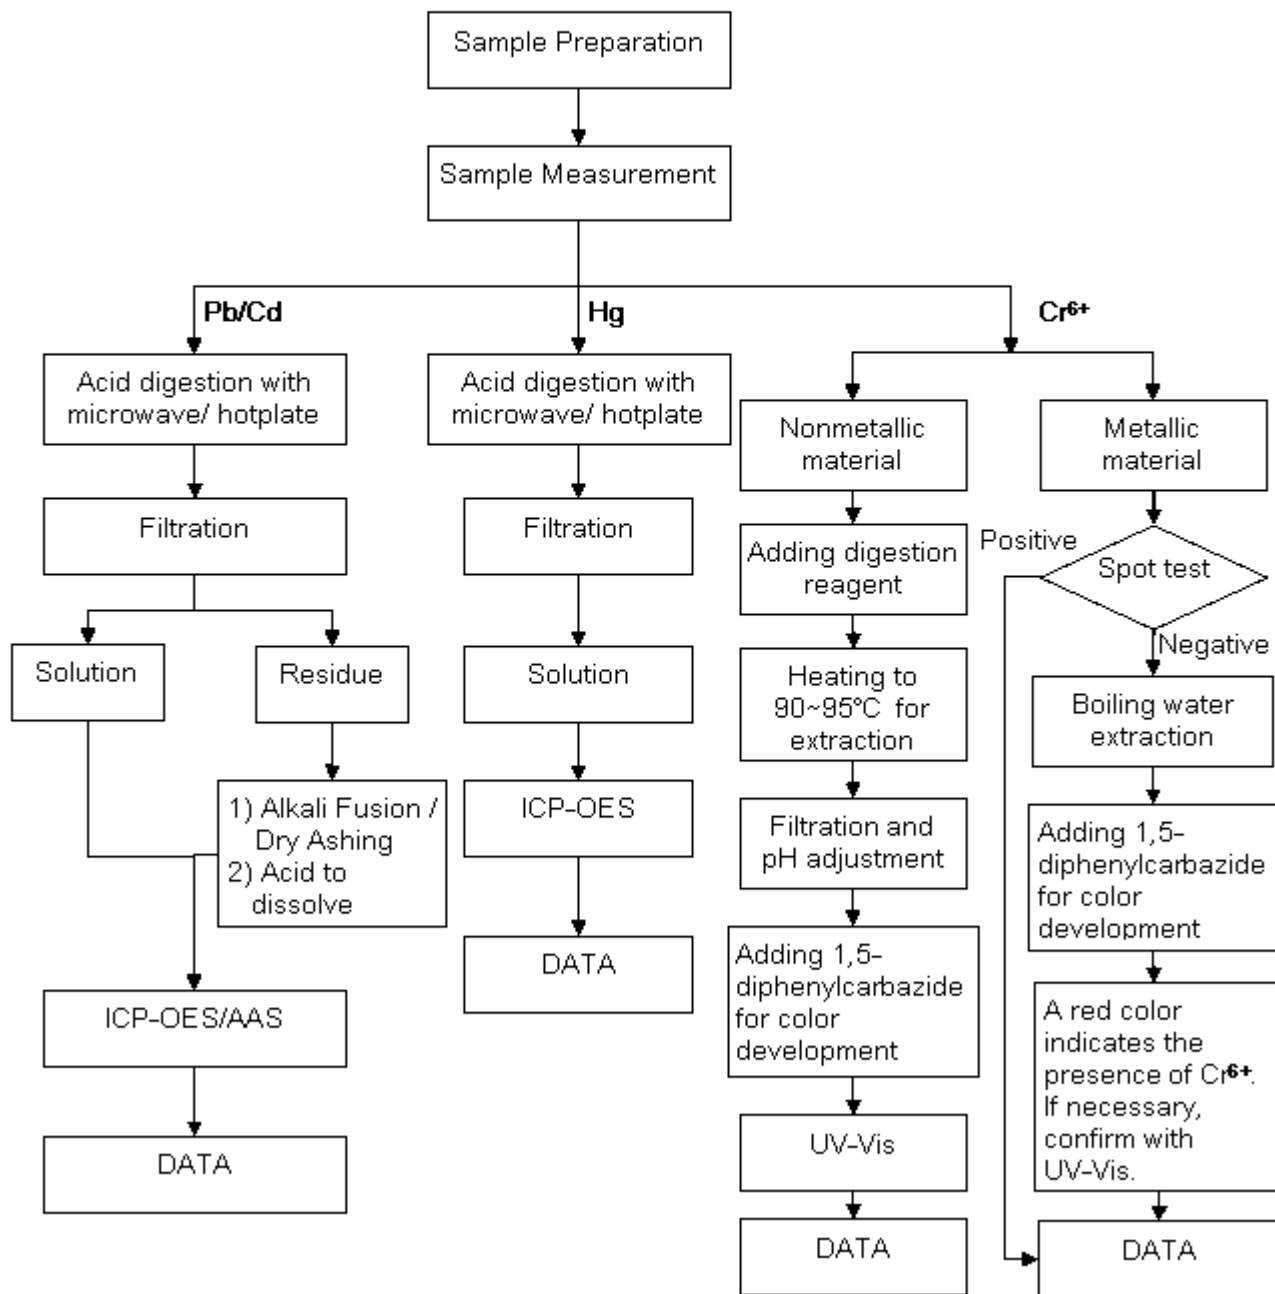 Sample Preparation
Sample Measurement
Pb/Cd
Hg
Cr⁶⁺
Acid digestion with
microwave/ hotplate
Filtration
Solution
Residue
1) Alkali Fusion /
Dry Ashing
2) Acid to
dissolve
ICP-OES/AAS
DATA
Acid digestion with
microwave/ hotplate
Filtration
Solution
ICP-OES
DATA
Nonmetallic
material
Adding digestion
reagent
Heating to
90~95°C for
extraction
Filtration and
pH adjustment
Adding 1,5-
diphenylcarbazide
for color
development
UV-Vis
DATA
Metallic
material
Spot test
Positive
Negative
Boiling water
extraction
Adding 1,5-
diphenylcarbazide
for color
development
A red color
indicates the
presence of Cr⁶⁺.
If necessary,
confirm with
UV-Vis.
DATA